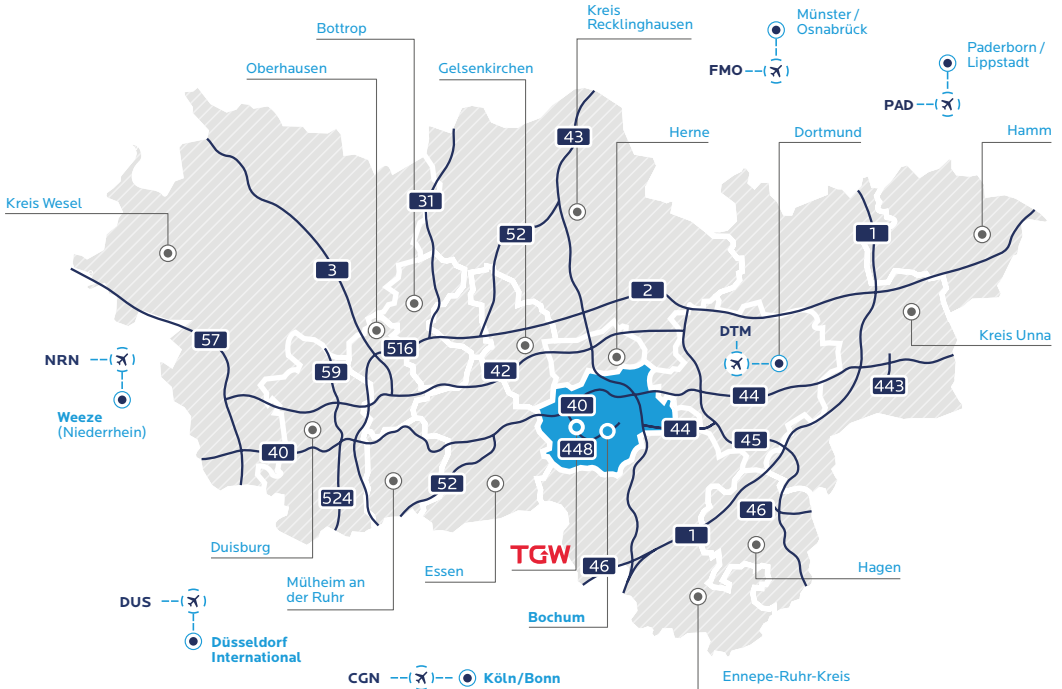 Kreis
Recklinghausen
Münster /
Osnabrück
Bottrop
FMO
Paderborn /
Lippstadt
Oberhausen
Gelsenkirchen
PAD
Herne
Dortmund
Hamm
43
31
Kreis Wesel
52
1
3
2
57
516
DTM
Kreis Unna
NRN
59
42
443
44
40
Weeze
(Niederrhein)
44
45
40
448
52
524
46
1
Duisburg
TGW
46
Essen
Hagen
Mülheim an
der Ruhr
DUS
Bochum
Düsseldorf
International
CGN
Köln/Bonn
Ennepe-Ruhr-Kreis